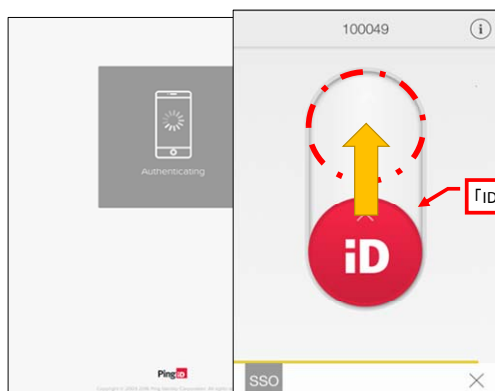 100049
Authenticating
「ID
iD
PingID
SSO